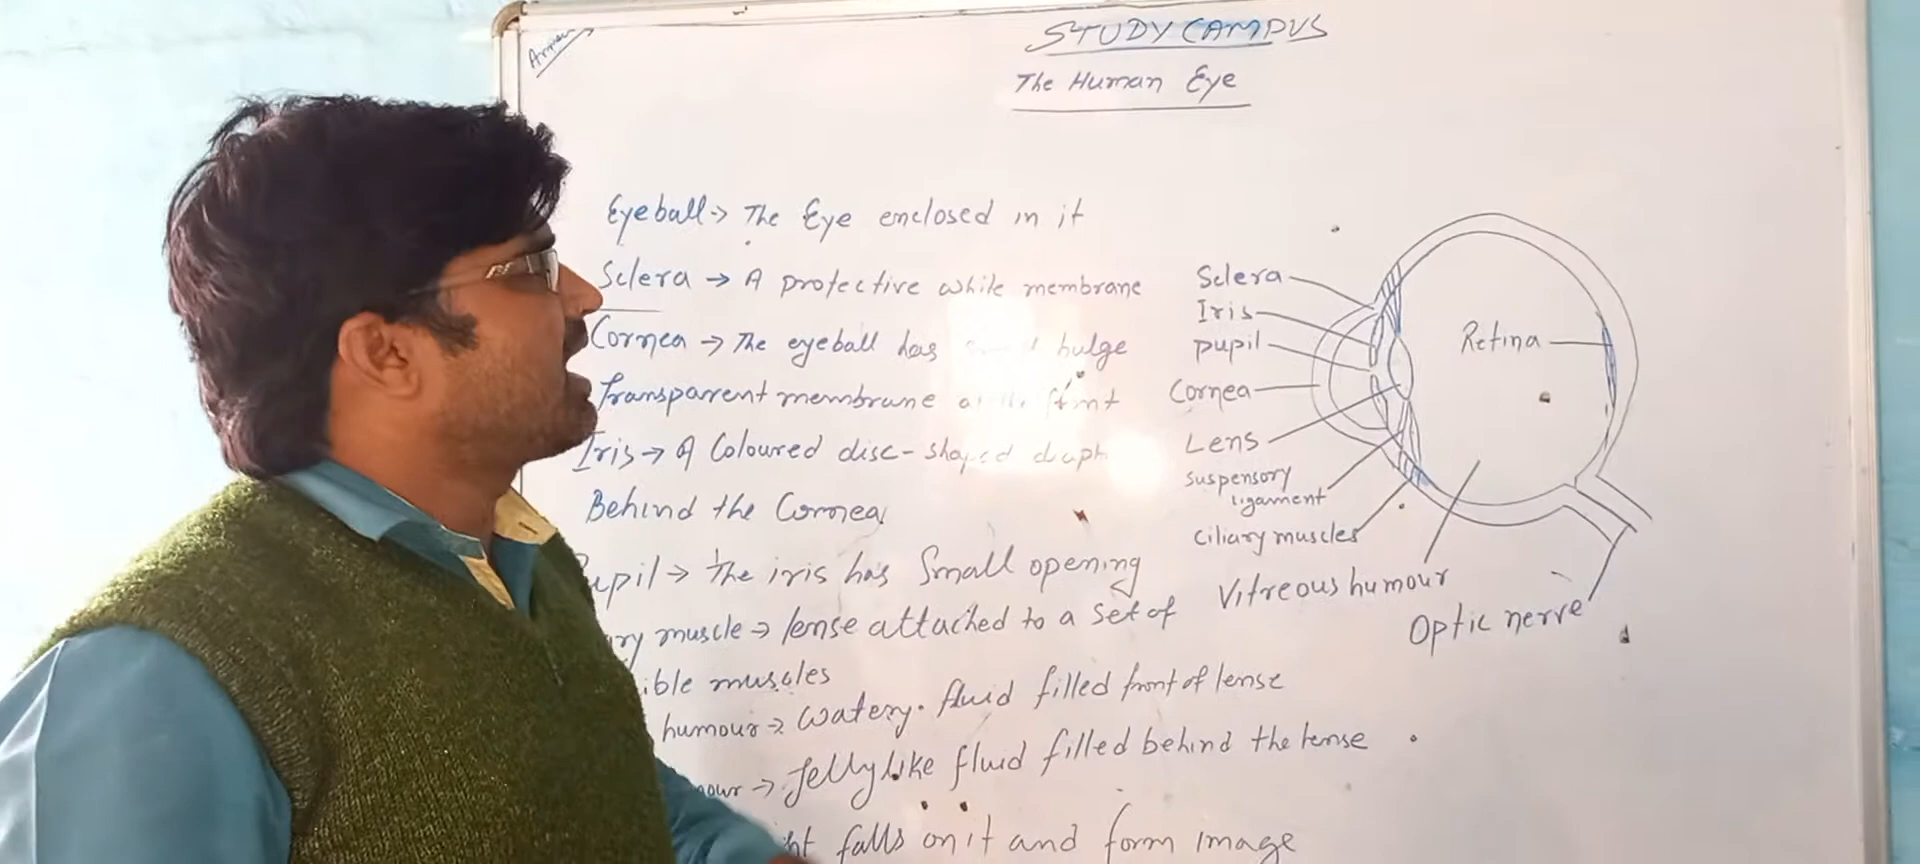 STUDY CAMPUS
The Human Eye
Eyeball → The Eye enclosed in it
Sclera → A protective while membrane
Cornea → The eyeball has bulge
Transparent membrane
Iris → A Coloured disc-shaped
Behind the Cornea
→ the iris has Small opening
muscle → lense attached to a set of
muscles
humour → Watery. fluid filled front of lense
→ Jelly like fluid filled behind the lense
falls on it and form image
Sclera
Iris
pupil
Cornea
Lens
Suspensory
ligament
Ciliary muscles
Vitreous humour
Optic nerve
Retina